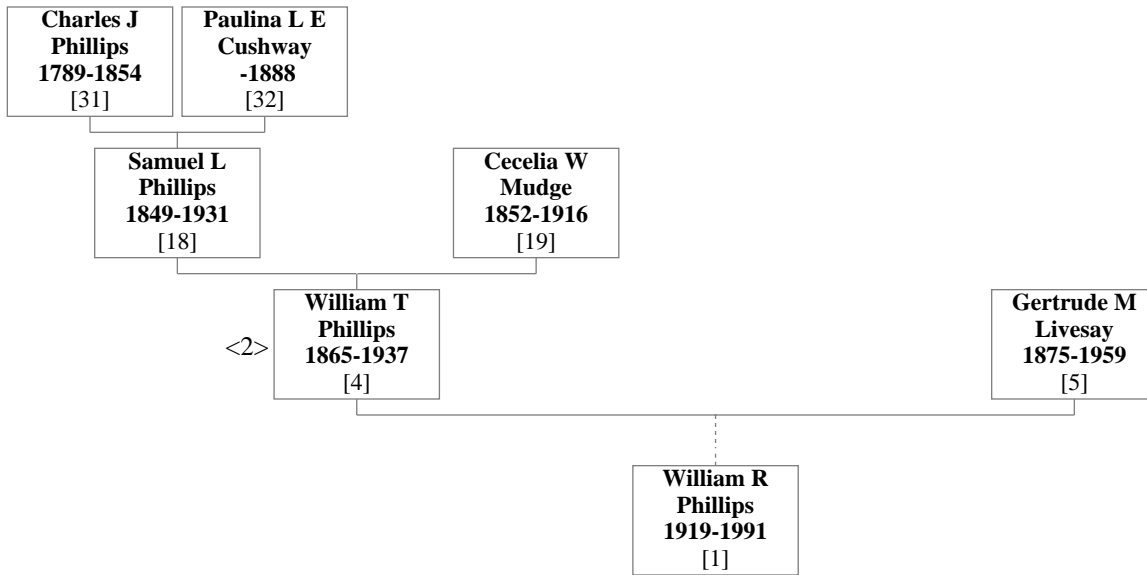 Charles J
Phillips
1789-1854
[31]
Paulina L E
Cushway
-1888
[32]
Samuel L
Phillips
1849-1931
[18]
Cecelia W
Mudge
1852-1916
[19]
<2>
William T
Phillips
1865-1937
[4]
Gertrude M
Livesay
1875-1959
[5]
William R
Phillips
1919-1991
[1]